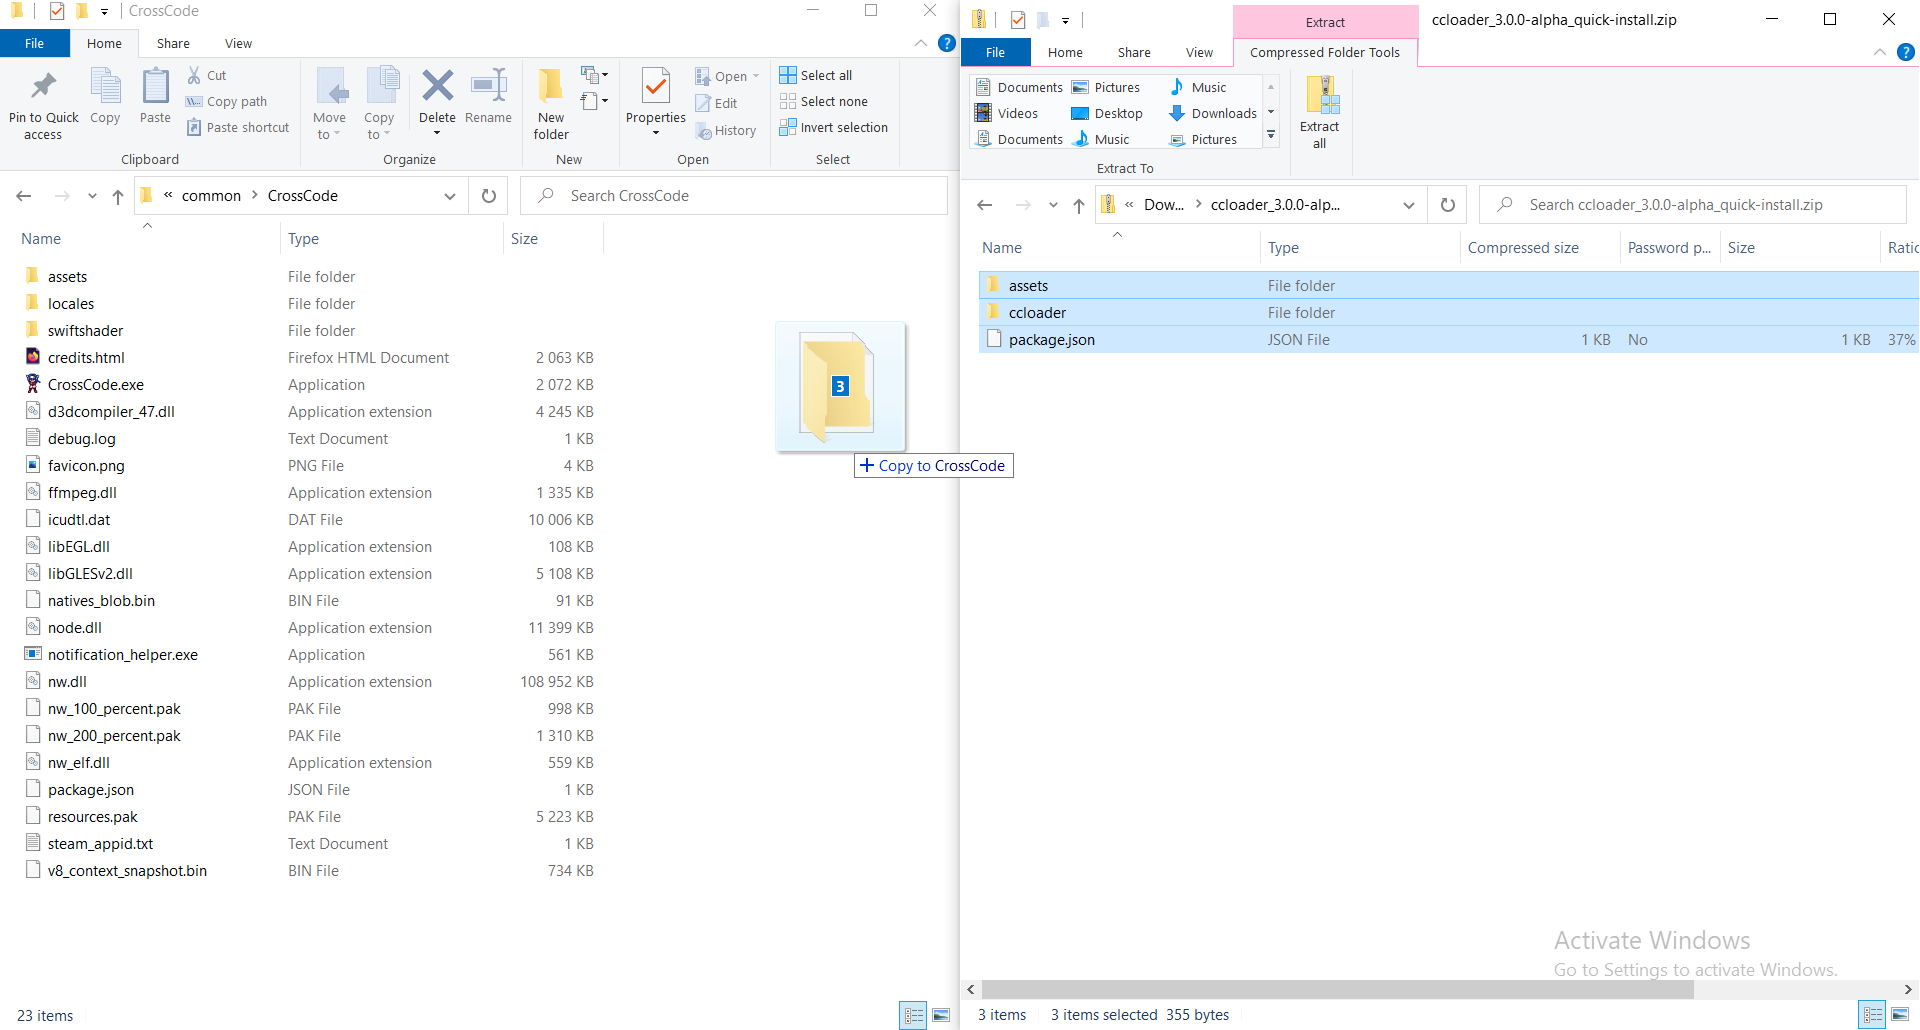 CrossCode
File Home Share View
Pin to Quick access
Copy
Paste
Cut
Copy path
Paste shortcut
Clipboard
Move to
Copy to
Delete
Rename
Organize
New folder
New
Properties
Open
Edit
History
Open
Select all
Select none
Invert selection
Select
« common > CrossCode
Search CrossCode
Name Type Size
assets File folder
locales File folder
swiftshader File folder
credits.html Firefox HTML Document 2 063 KB
CrossCode.exe Application 2 072 KB
d3dcompiler_47.dll Application extension 4 245 KB
debug.log Text Document 1 KB
favicon.png PNG File 4 KB
ffmpeg.dll Application extension 1 335 KB
icudtl.dat DAT File 10 006 KB
libEGL.dll Application extension 108 KB
libGLESv2.dll Application extension 5 108 KB
natives_blob.bin BIN File 91 KB
node.dll Application extension 11 399 KB
notification_helper.exe Application 561 KB
nw.dll Application extension 108 952 KB
nw_100_percent.pak PAK File 998 KB
nw_200_percent.pak PAK File 1 310 KB
nw_elf.dll Application extension 559 KB
package.json JSON File 1 KB
resources.pak PAK File 5 223 KB
steam_appid.txt Text Document 1 KB
v8_context_snapshot.bin BIN File 734 KB
3
+ Copy to CrossCode
23 items
Extract
ccloader_3.0.0-alpha_quick-install.zip
File Home Share View Compressed Folder Tools
Documents Pictures Music
Videos Desktop Downloads
Documents Music Pictures
Extract To
Extract all
« Dow... > ccloader_3.0.0-alp...
Search ccloader_3.0.0-alpha_quick-install.zip
Name Type Compressed size Password p... Size Ratio
assets File folder
ccloader File folder
package.json JSON File 1 KB No 1 KB 37%
Activate Windows
Go to Settings to activate Windows.
3 items 3 items selected 355 bytes